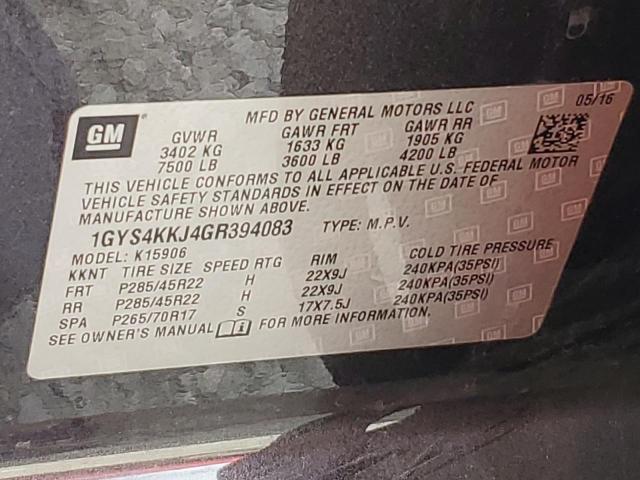 MFD BY GENERAL MOTORS LLC 05/16
GM GVWR GAWR FRT GAWR RR
3402 KG 1633 KG 1905 KG
7500 LB 3600 LB 4200 LB
THIS VEHICLE CONFORMS TO ALL APPLICABLE U.S. FEDERAL MOTOR
VEHICLE SAFETY STANDARDS IN EFFECT ON THE DATE OF
MANUFACTURE SHOWN ABOVE.
1GYS4KKJ4GR394083 TYPE: M.P.V.
MODEL: K15906
KKNT TIRE SIZE SPEED RTG RIM COLD TIRE PRESSURE
FRT P285/45R22 H 22X9J 240KPA(35PSI)
RR P285/45R22 H 22X9J 240KPA(35PSI)
SPA P265/70R17 S 17X7.5J 240KPA(35PSI)
SEE OWNER'S MANUAL FOR MORE INFORMATION.